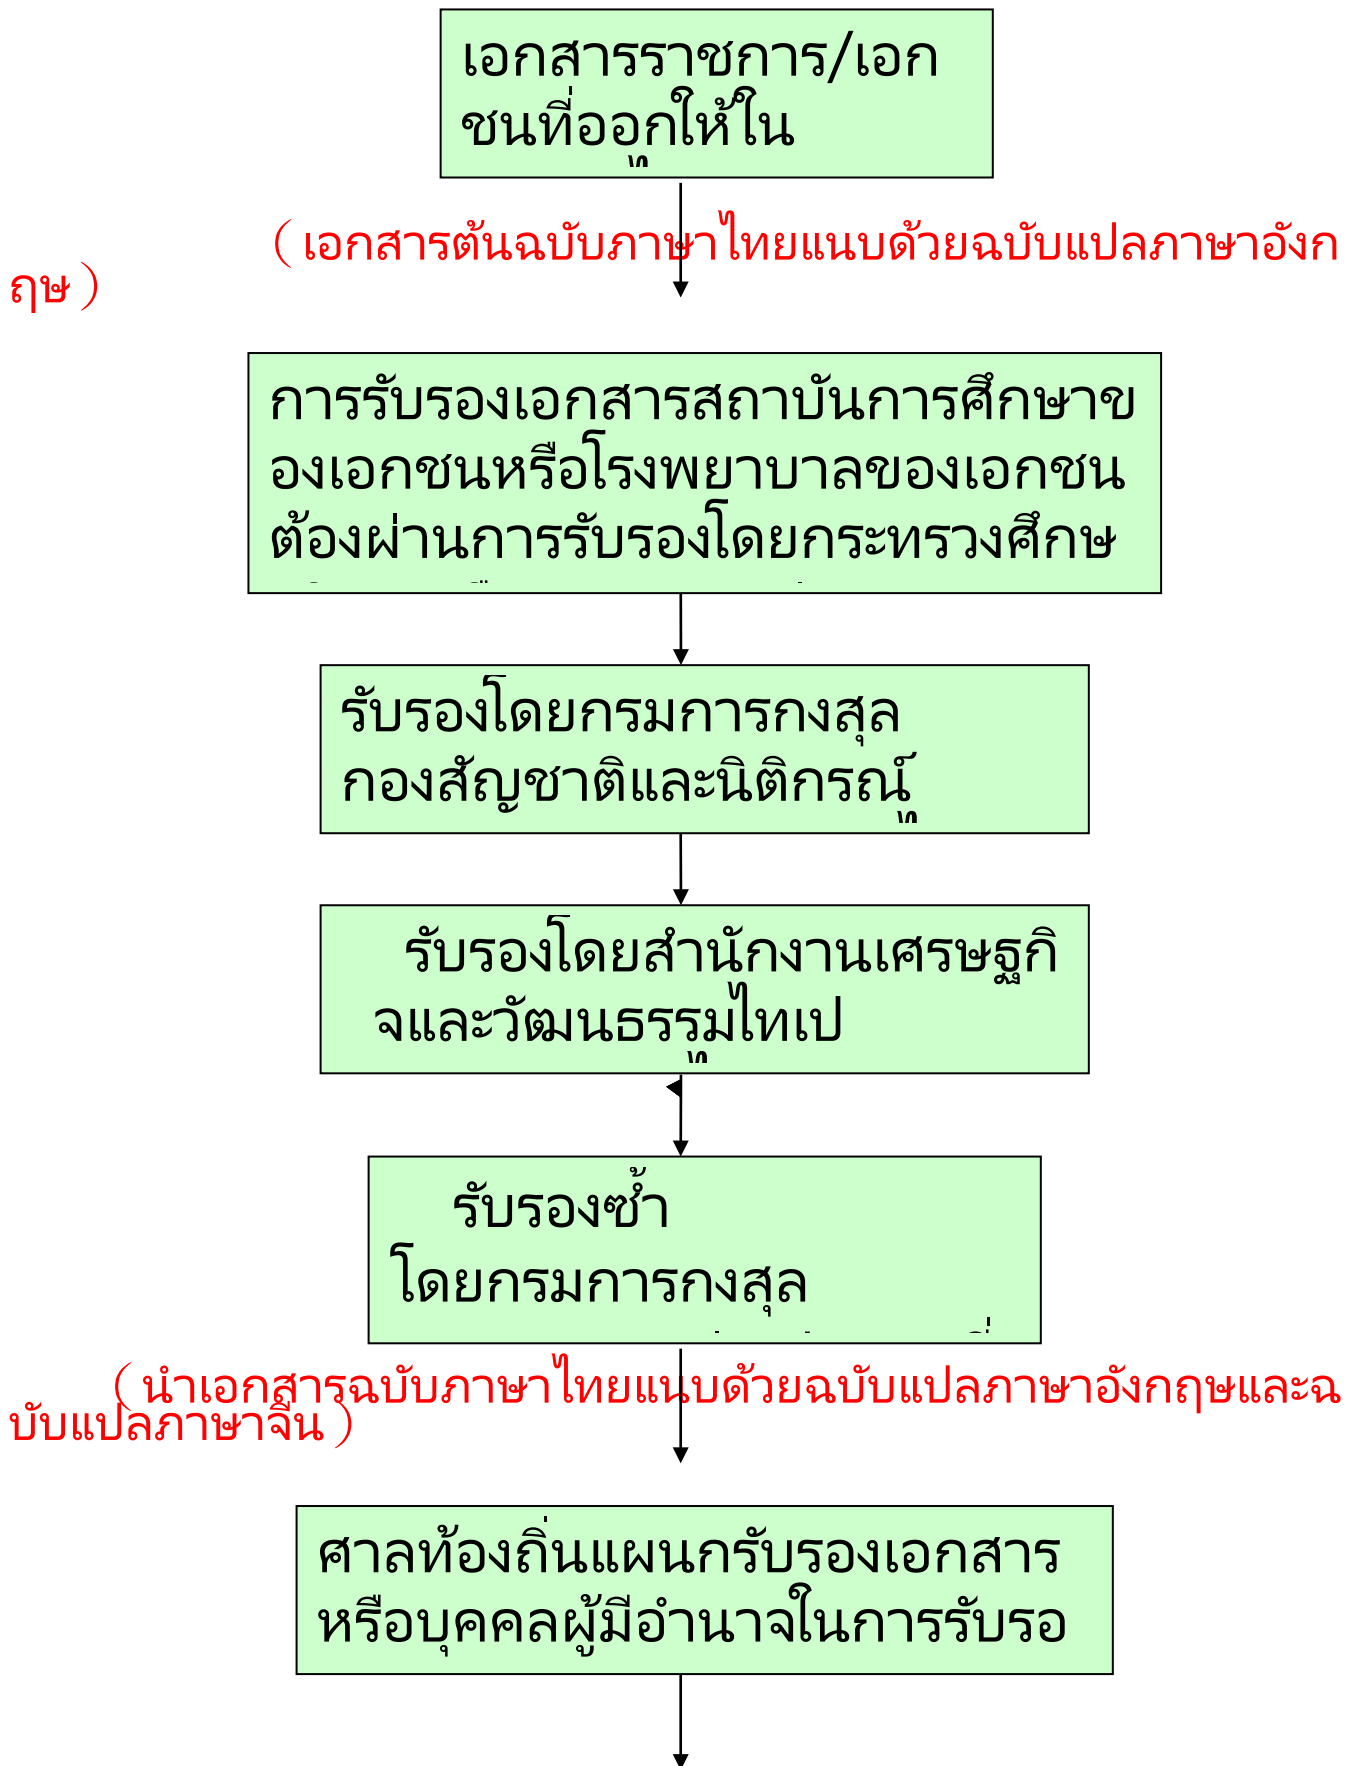 เอกสารราชการ/เอก
ชนที่ออกให้ใน
(เอกสารต้นฉบับภาษาไทยแนบด้วยฉบับแปลภาษาอังก
ฤษ)
การรับรองเอกสารสถาบันการศึกษาข
องเอกชนหรือโรงพยาบาลของเอกชน
ต้องผ่านการรับรองโดยกระทรวงศึกษ
รับรองโดยกรมการกงสุล
กองสัญชาติและนิติกรณ์
รับรองโดยสำนักงานเศรษฐกิ
จและวัฒนธรรมไทเป
รับรองซ้ำ
โดยกรมการกงสุล
(นำเอกสารฉบับภาษาไทยแนบด้วยฉบับแปลภาษาอังกฤษและฉ
บับแปลภาษาจีน)
ศาลท้องถิ่นแผนกรับรองเอกสาร
หรือบุคคลผู้มีอำนาจในการรับรอ